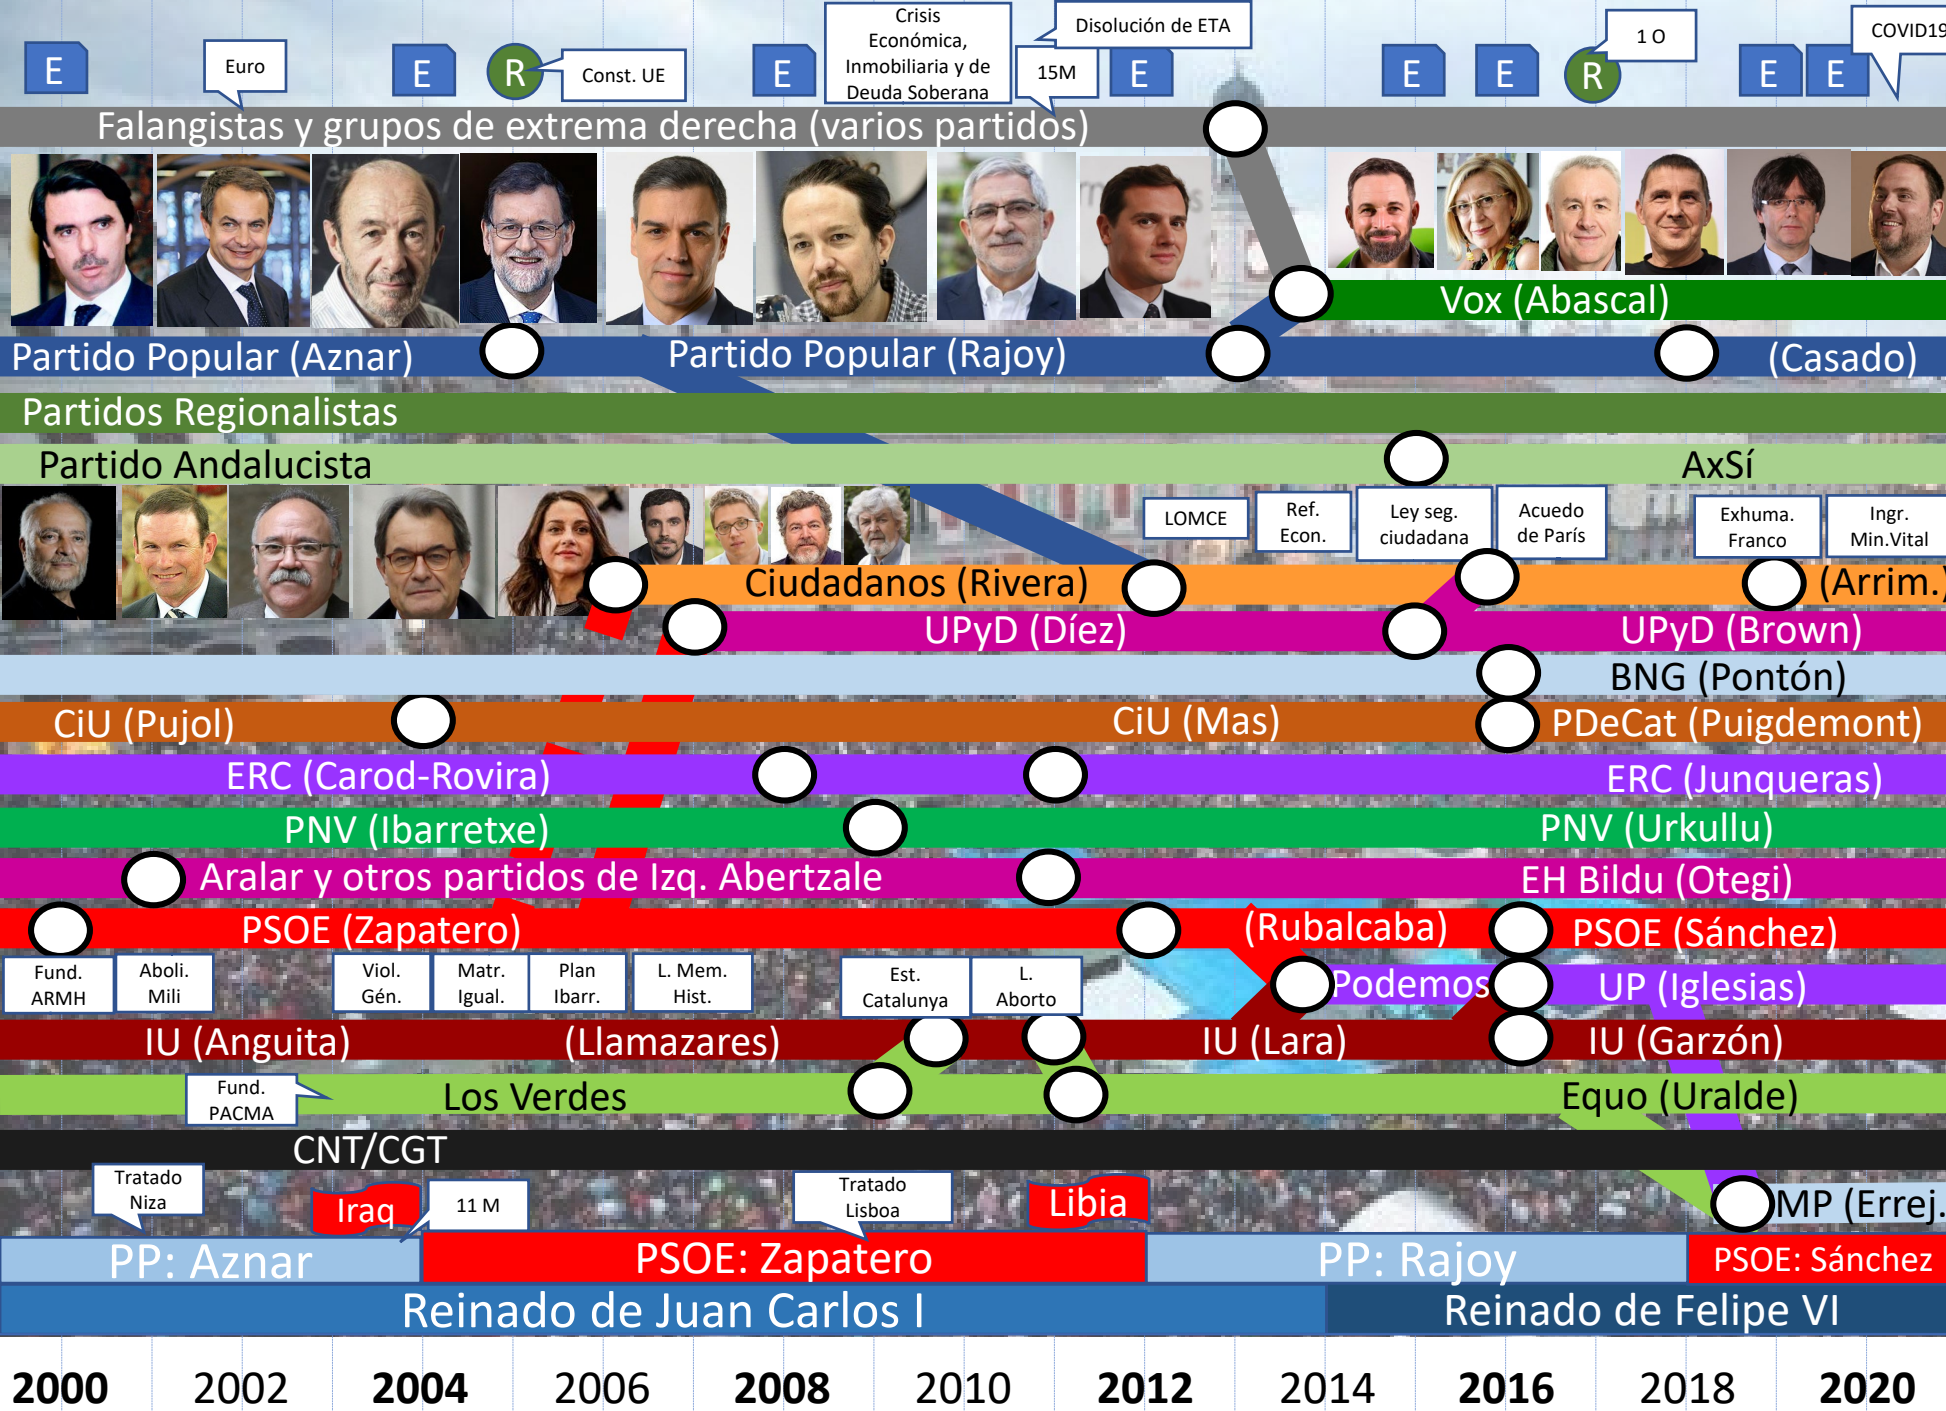 E
Euro
E
R
Const. UE
E
Crisis
Económica,
Inmobiliaria y de
Deuda Soberana
15M
Disolución de ETA
E
E
E
R
1 O
E
E
COVID19
Falangistas y grupos de extrema derecha (varios partidos)
Vox (Abascal)
Partido Popular (Aznar)
Partido Popular (Rajoy)
(Casado)
Partidos Regionalistas
Partido Andalucista
AxSí
LOMCE
Ref.
Econ.
Ley seg.
ciudadana
Acuedo
de París
Exhuma.
Franco
Ingr.
Min.Vital
Ciudadanos (Rivera)
(Arrim.)
UPyD (Díez)
UPyD (Brown)
BNG (Pontón)
CiU (Pujol)
CiU (Mas)
PDeCat (Puigdemont)
ERC (Carod-Rovira)
ERC (Junqueras)
PNV (Ibarretxe)
PNV (Urkullu)
Aralar y otros partidos de Izq. Abertzale
EH Bildu (Otegi)
PSOE (Zapatero)
(Rubalcaba)
PSOE (Sánchez)
Fund.
ARMH
Aboli.
Mili
Viol.
Gén.
Matr.
Igual.
Plan
Ibarr.
L. Mem.
Hist.
Est.
Catalunya
L.
Aborto
Podemos
UP (Iglesias)
IU (Anguita)
(Llamazares)
IU (Lara)
IU (Garzón)
Fund.
PACMA
Los Verdes
Equo (Uralde)
CNT/CGT
Tratado
Niza
Iraq
11 M
Tratado
Lisboa
Libia
MP (Errej.
PP: Aznar
PSOE: Zapatero
PP: Rajoy
PSOE: Sánchez
Reinado de Juan Carlos I
Reinado de Felipe VI
2000 2002 2004 2006 2008 2010 2012 2014 2016 2018 2020